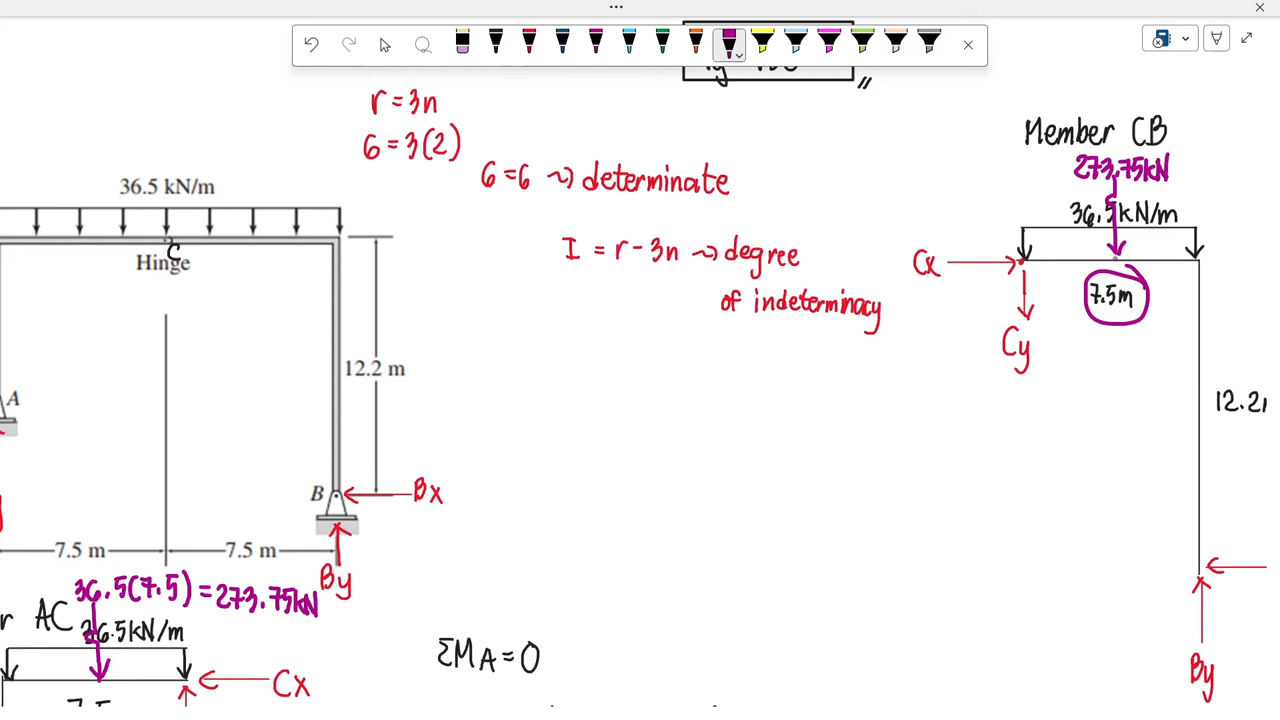 r = 3n
6 = 3(2)
6 = 6 ~> determinate
I = r - 3n ~> degree
of indeterminacy
36.5 kN/m
C
Hinge
12.2 m
A
B
Bx
7.5 m
7.5 m
By
36.5(7.5) = 273.75kN
AC
36.5kN/m
Cx
ΣMA = 0
Member CB
273.75kN
36.5kN/m
Cx
7.5m
Cy
12.2
By